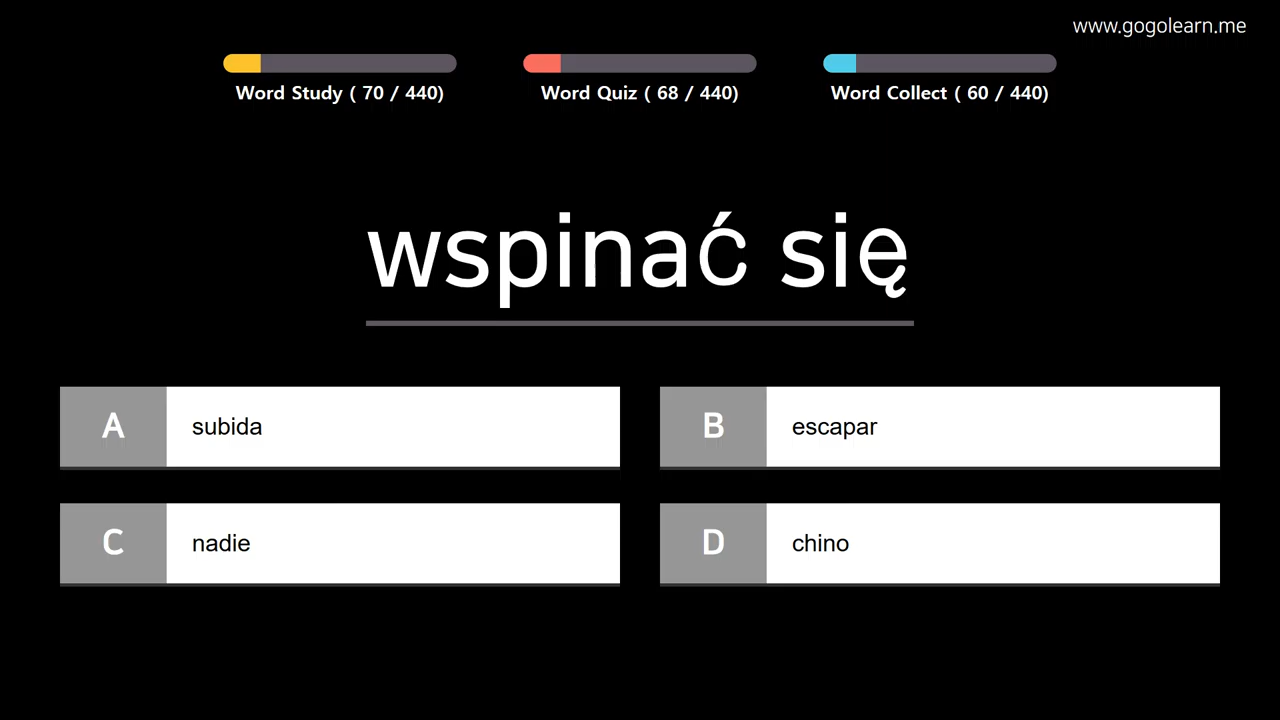 www.gogolearn.me
Word Study ( 70 / 440)
Word Quiz ( 68 / 440)
Word Collect ( 60 / 440)
wspinać się
A subida
B escapar
C nadie
D chino